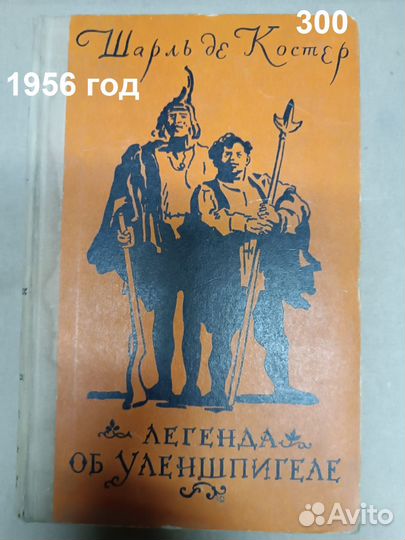 300
Шарль де Костер
1956 год
ЛЕГЕНДА
ОБ УЛЕНШПИГЕЛЕ
Avito